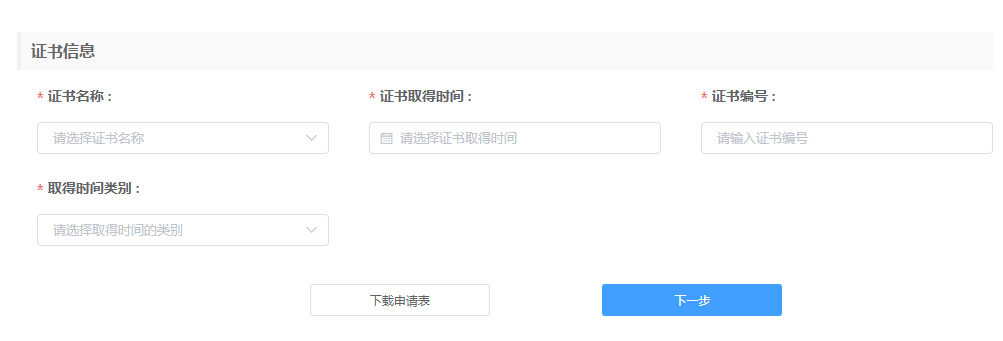 证书信息
* 证书名称： * 证书取得时间： * 证书编号：
请选择证书名称 请选择证书取得时间 请输入证书编号
* 取得时间类别：
请选择取得时间的类别
下载申请表 下一步